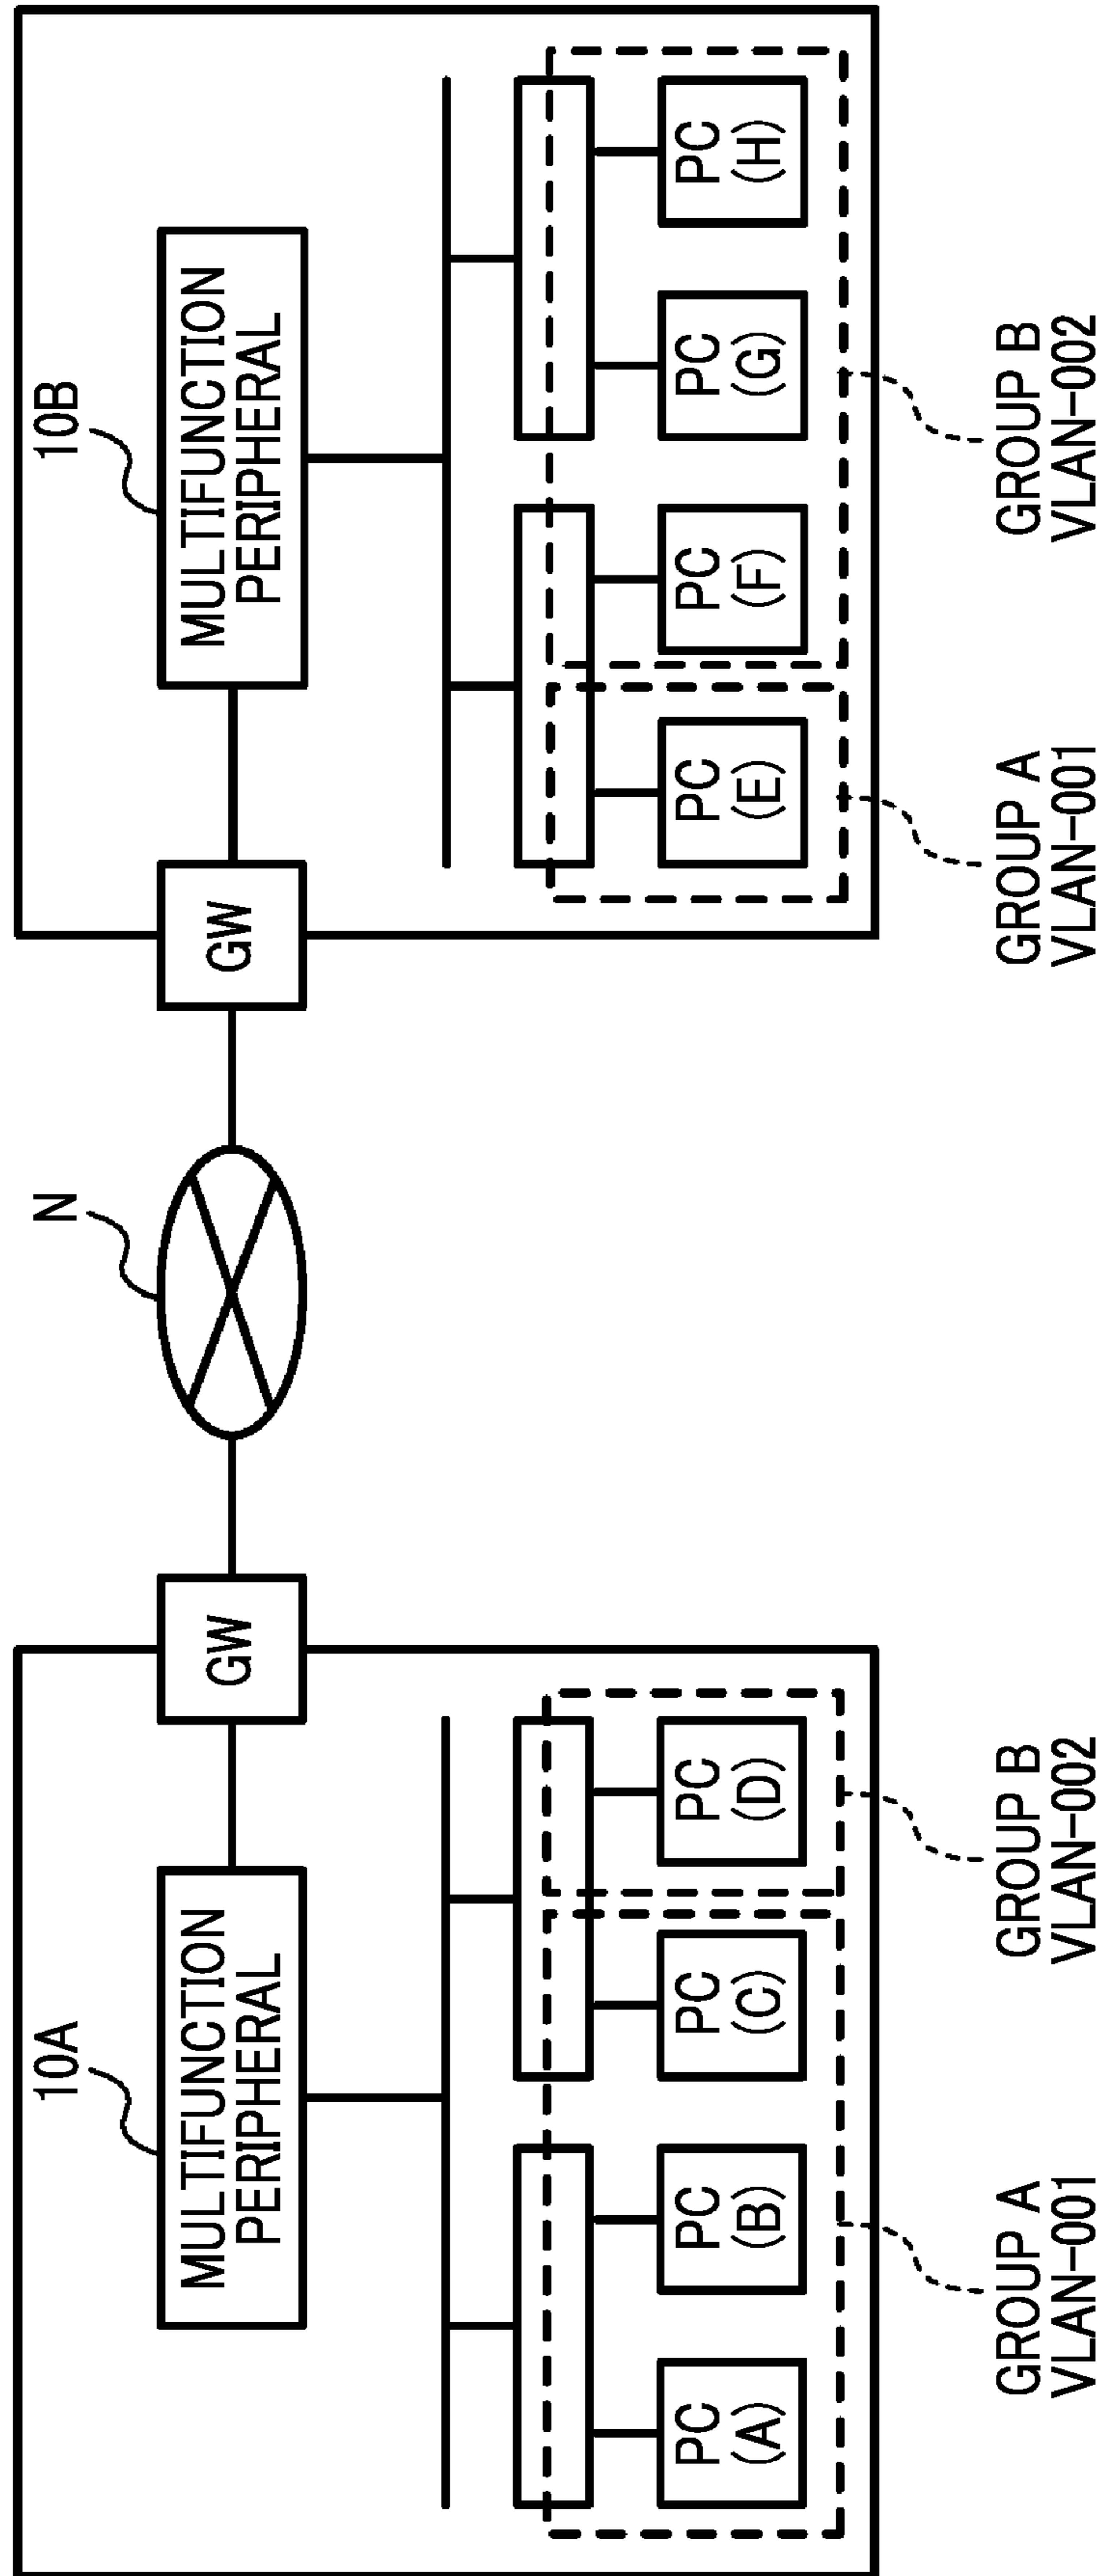 10A
MULTIFUNCTION
PERIPHERAL
GW
N
GW
10B
MULTIFUNCTION
PERIPHERAL
PC
(A)
PC
(B)
PC
(C)
PC
(D)
PC
(E)
PC
(F)
PC
(G)
PC
(H)
GROUP A
VLAN-001
GROUP B
VLAN-002
GROUP A
VLAN-001
GROUP B
VLAN-002